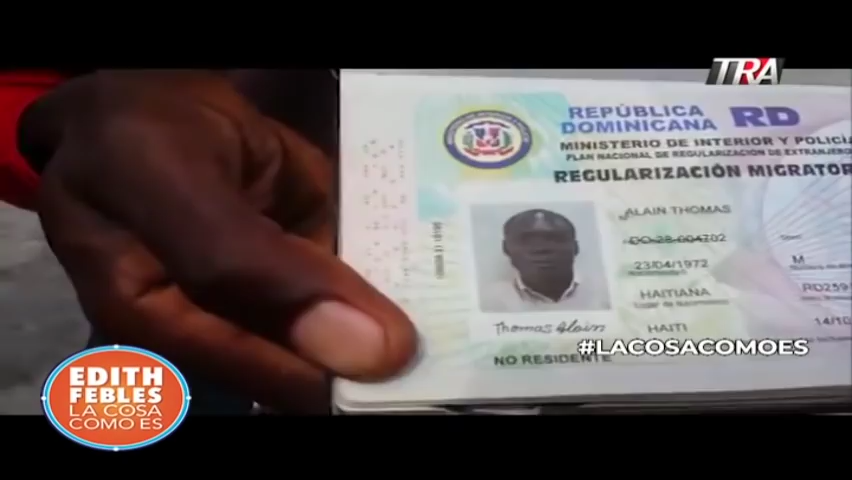 TRA
REPÚBLICA
DOMINICANA RD
MINISTERIO DE INTERIOR Y POLICÍA
PLAN NACIONAL DE REGULARIZACIÓN DE EXTRANJERO
REGULARIZACIÓN MIGRATOR
ALAIN THOMAS
DO-28-004702
23/04/1972
M
HAITIANA
RD259
HAITI
14/10
Thomas Alain
NO RESIDENTE
#LACOSACOMOES
EDITH
FEBLES
LA COSA
COMO ES